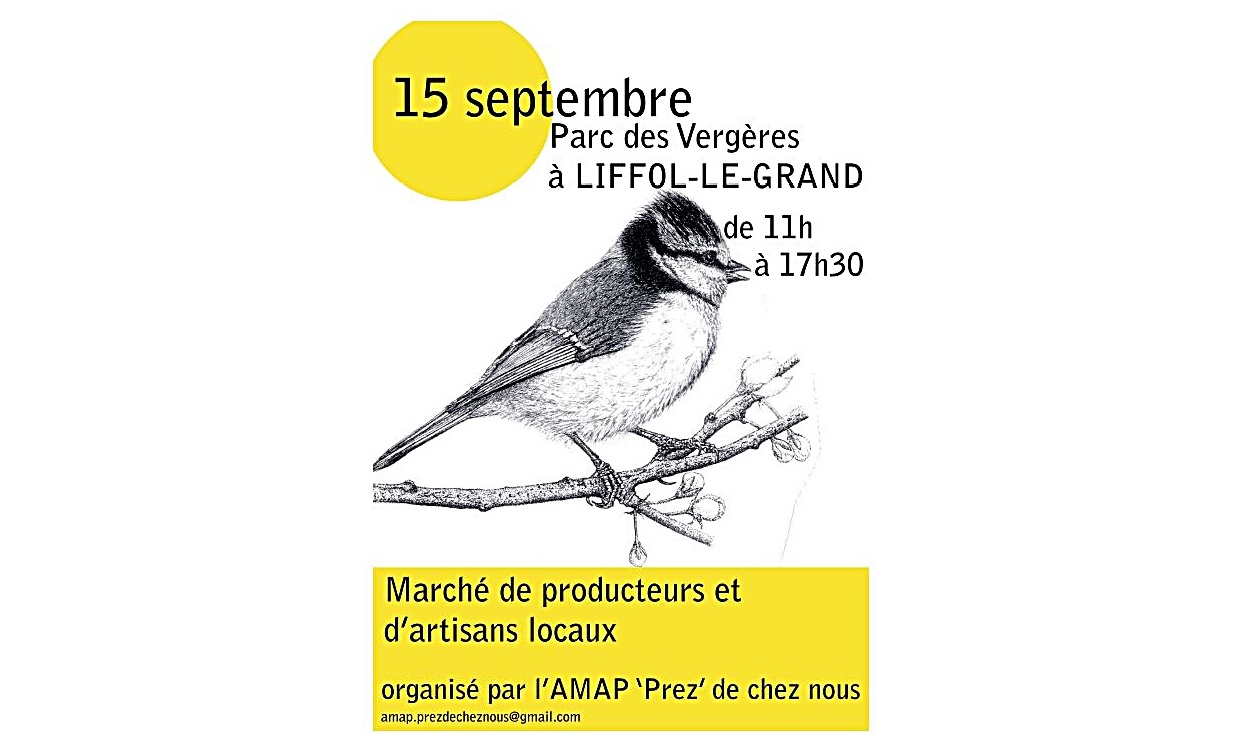 15 septembre
Parc des Vergères
à LIFFOL-LE-GRAND
de 11h
à 17h30
Marché de producteurs et
d'artisans locaux
organisé par l'AMAP ‘Prez’ de chez nous
amap.prezdecheznous@gmail.com